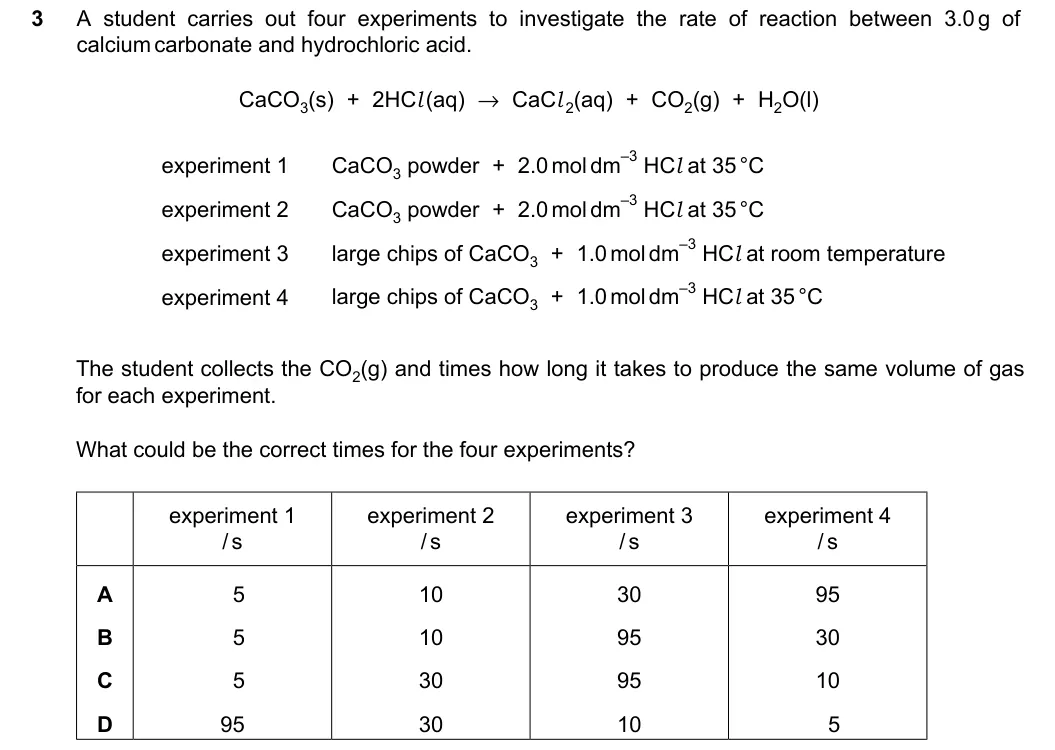 3 A student carries out four experiments to investigate the rate of reaction between 3.0 g of
calcium carbonate and hydrochloric acid.
CaCO₃(s) + 2HCl(aq) → CaCl₂(aq) + CO₂(g) + H₂O(l)
experiment 1 CaCO₃ powder + 2.0 mol dm⁻³ HCl at 35 °C
experiment 2 CaCO₃ powder + 2.0 mol dm⁻³ HCl at 35 °C
experiment 3 large chips of CaCO₃ + 1.0 mol dm⁻³ HCl at room temperature
experiment 4 large chips of CaCO₃ + 1.0 mol dm⁻³ HCl at 35 °C
The student collects the CO₂(g) and times how long it takes to produce the same volume of gas
for each experiment.
What could be the correct times for the four experiments?
experiment 1 experiment 2 experiment 3 experiment 4
/ s / s / s / s
A 5 10 30 95
B 5 10 95 30
C 5 30 95 10
D 95 30 10 5